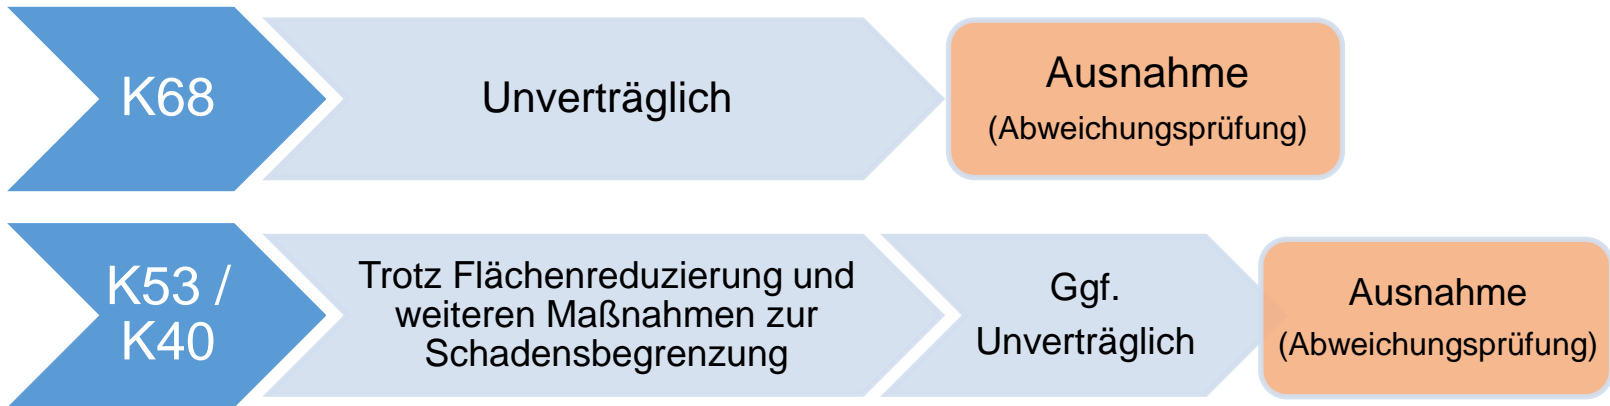 K68
Unverträglich
Ausnahme
(Abweichungsprüfung)
K53 /
K40
Trotz Flächenreduzierung und
weiteren Maßnahmen zur
Schadensbegrenzung
Ggf.
Unverträglich
Ausnahme
(Abweichungsprüfung)